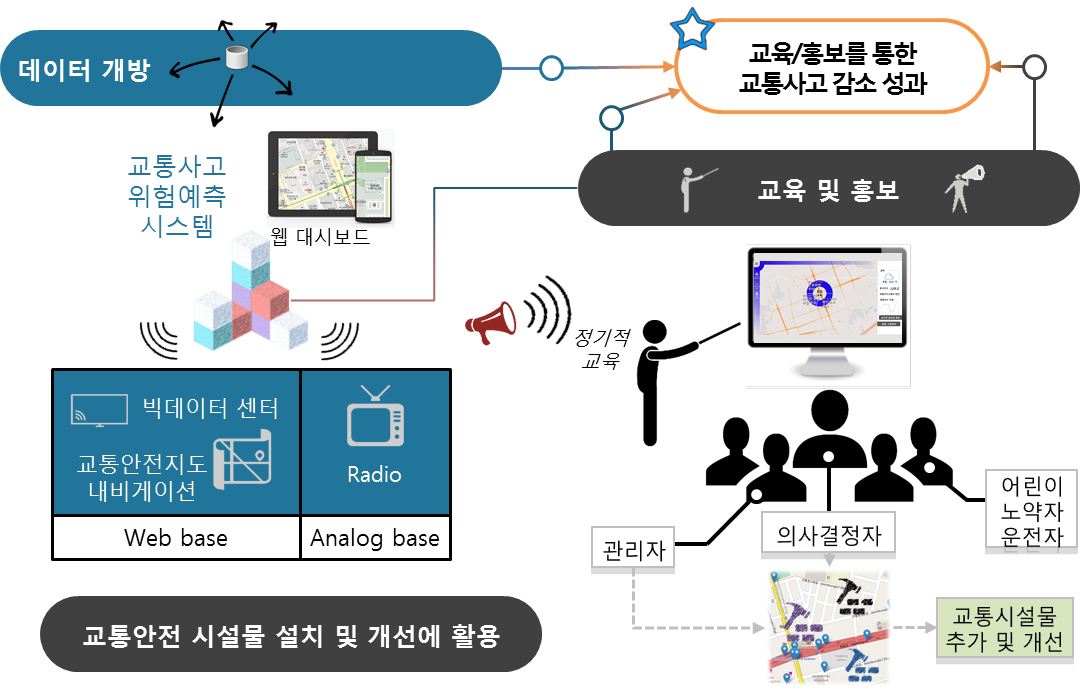 데이터 개방
교육/홍보를 통한
교통사고 감소 성과
교통사고
위험예측
시스템
웹 대시보드
교육 및 홍보
정기적
교육
빅데이터 센터
교통안전지도
내비게이션
Radio
Web base
Analog base
어린이
노약자
운전자
관리자
의사결정자
교통시설물
추가 및 개선
교통안전 시설물 설치 및 개선에 활용